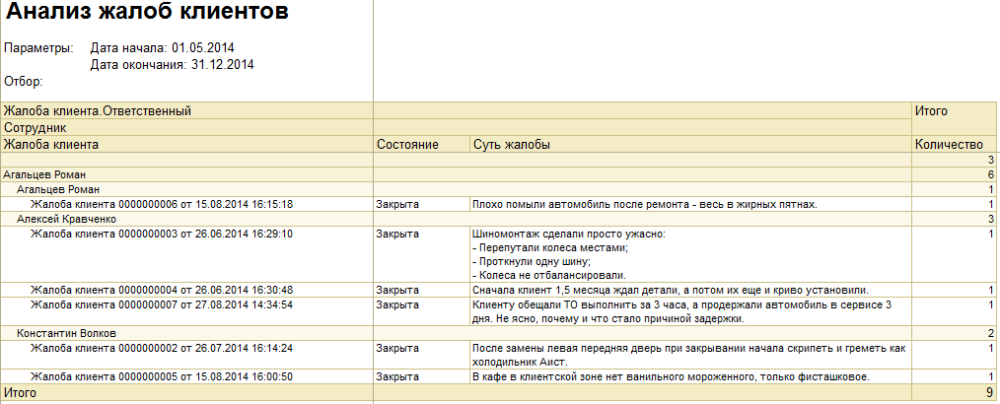 Анализ жалоб клиентов
Параметры: Дата начала: 01.05.2014
Дата окончания: 31.12.2014
Отбор:
Жалоба клиента.Ответственный Итого
Сотрудник
Жалоба клиента Состояние Суть жалобы Количество
3
Агальцев Роман 6
Агальцев Роман 1
Жалоба клиента 0000000006 от 15.08.2014 16:15:18 Закрыта Плохо помыли автомобиль после ремонта - весь в жирных пятнах. 1
Алексей Кравченко 3
Жалоба клиента 0000000003 от 26.06.2014 16:29:10 Закрыта Шиномонтаж сделали просто ужасно: 1
- Перепутали колеса местами;
- Проткнули одну шину;
- Колеса не отбалансировали.
Жалоба клиента 0000000004 от 26.06.2014 16:30:48 Закрыта Сначала клиент 1,5 месяца ждал детали, а потом их еще и криво установили. 1
Жалоба клиента 0000000007 от 27.08.2014 14:34:54 Закрыта Клиенту обещали ТО выполнить за 3 часа, а продержали автомобиль в сервисе 3 1
дня. Не ясно, почему и что стало причиной задержки.
Константин Волков 2
Жалоба клиента 0000000002 от 26.07.2014 16:14:24 Закрыта После замены левая передняя дверь при закрывании начала скрипеть и греметь как 1
холодильник Аист.
Жалоба клиента 0000000005 от 15.08.2014 16:00:50 Закрыта В кафе в клиентской зоне нет ванильного мороженного, только фисташковое. 1
Итого 9